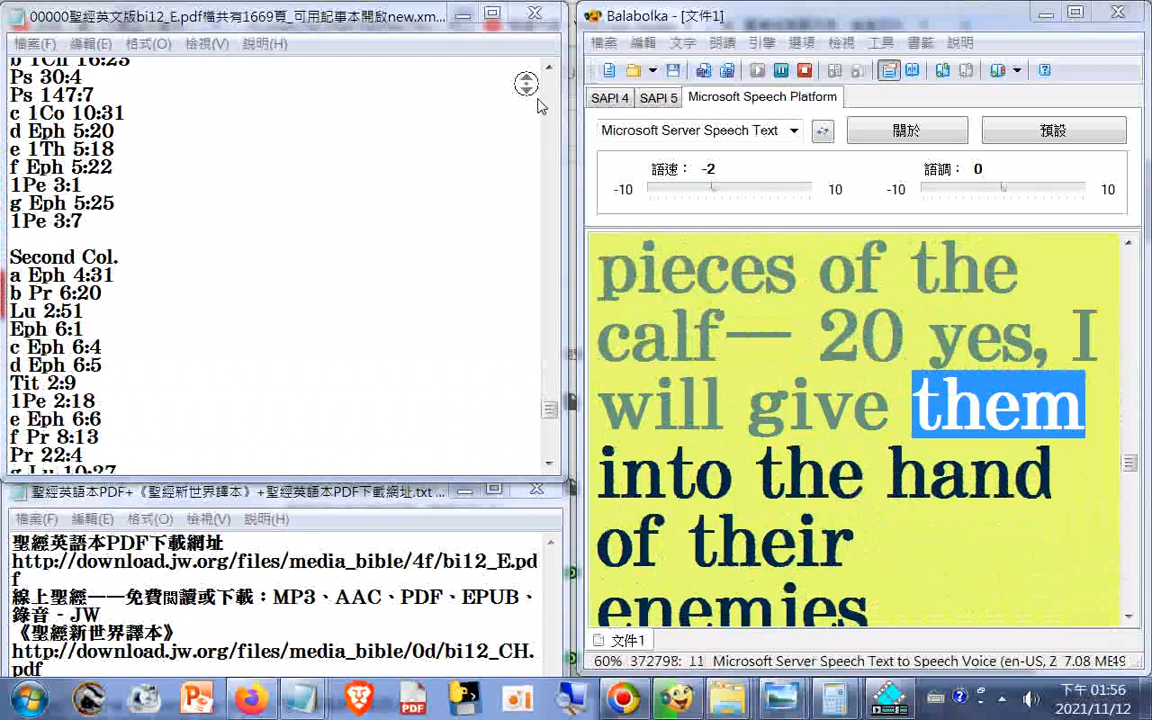 00000聖經英文版bi12_E.pdf檔共有1669頁_可用記事本開啟new.xm...
檔案(F) 編輯(E) 格式(O) 檢視(V) 說明(H)
b 1Ch 16:23
Ps 30:4
Ps 147:7
c 1Co 10:31
d Eph 5:20
e 1Th 5:18
f Eph 5:22
1Pe 3:1
g Eph 5:25
1Pe 3:7
Second Col.
a Eph 4:31
b Pr 6:20
Lu 2:51
Eph 6:1
c Eph 6:4
d Eph 6:5
Tit 2:9
1Pe 2:18
e Eph 6:6
f Pr 8:13
Pr 22:4
g Lu 10:27
聖經英語本PDF+《聖經新世界譯本》+聖經英語本PDF下載網址.txt ...
檔案(F) 編輯(E) 格式(O) 檢視(V) 說明(H)
聖經英語本PDF下載網址
http://download.jw.org/files/media_bible/4f/bi12_E.pd
f
線上聖經——免費閱讀或下載：MP3、AAC、PDF、EPUB、
錄音 - JW
《聖經新世界譯本》
http://download.jw.org/files/media_bible/0d/bi12_CH.
pdf
Balabolka - [文件1]
檔案 編輯 文字 朗讀 引擎 選項 檢視 工具 書籤 說明
SAPI 4 SAPI 5 Microsoft Speech Platform
Microsoft Server Speech Text 關於 預設
語速： -2 語調： 0
-10 10 -10 10
pieces of the
calf— 20 yes, I
will give them
into the hand
of their
enemies
文件1
60% 372798: 11 Microsoft Server Speech Text to Speech Voice (en-US, Z 7.08 MB
PDF
下午 01:56
2021/11/12